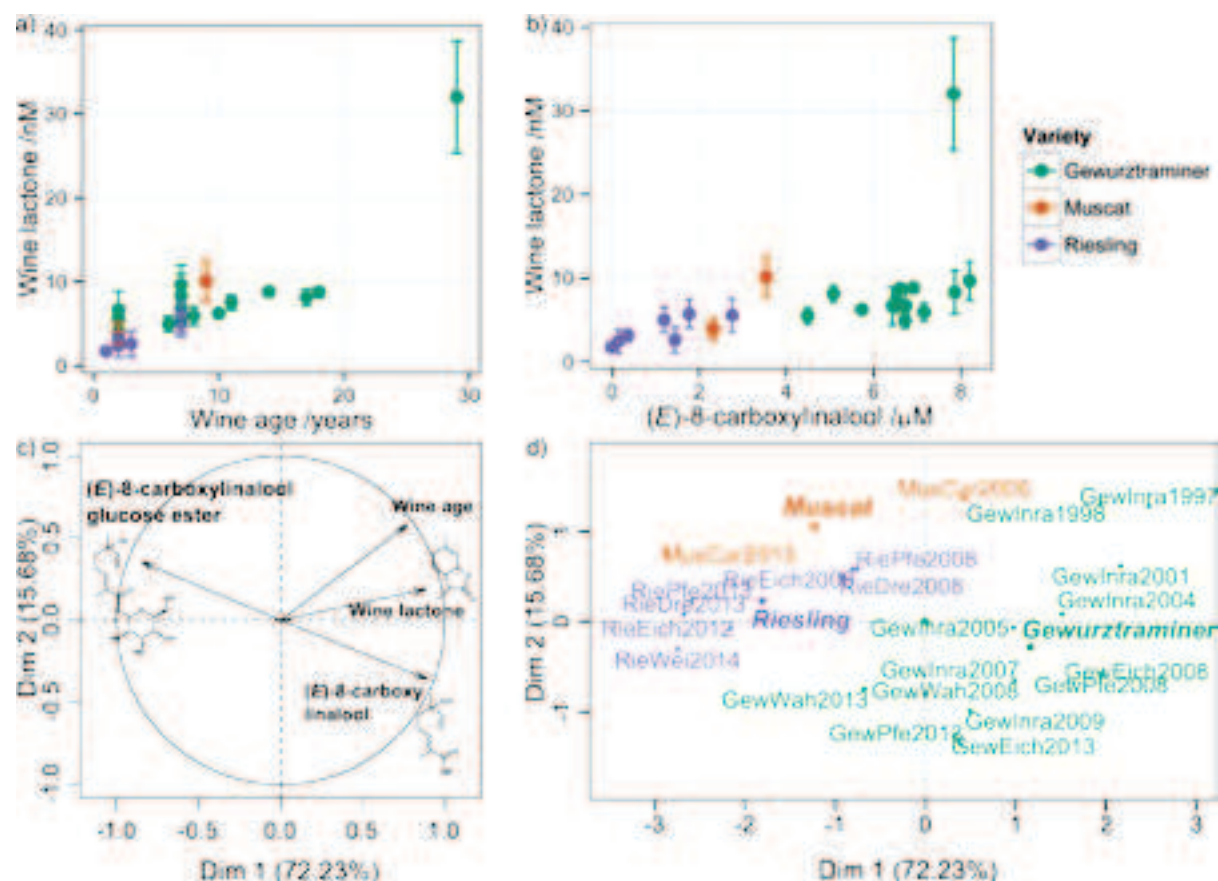 a)
40
30
20
10
0
Wine lactone /nM
0
10
20
30
Wine age /years
b)
40
30
20
10
0
Wine lactone /nM
0
2
4
6
8
(E)-8-carboxylinalool /µM
Variety
Gewurztraminer
Muscat
Riesling
c)
1.0
0.5
0.0
-0.5
-1.0
Dim 2 (15.68%)
(E)-8-carboxylinalool
glucose ester
Wine age
Wine lactone
(E)-8-carboxy
linalool
-1.0
-0.5
0.0
0.5
1.0
Dim 1 (72.23%)
d)
1
0
-1
Dim 2 (15.68%)
Muscat
GewInra1997
GewInra1998
RiePfe2008
RieEich2008
RieDre2008
RiePfe2013
RieDre2013
Riesling
RieEich2012
RieWei2014
GewInra2001
GewInra2004
GewInra2005
Gewurztraminer
GewInra2007
GewEich2008
GewPfe2008
GewWah2008
GewWah2013
GewInra2009
GewPfe2012
GewEich2013
-3
-2
-1
0
1
2
3
Dim 1 (72.23%)